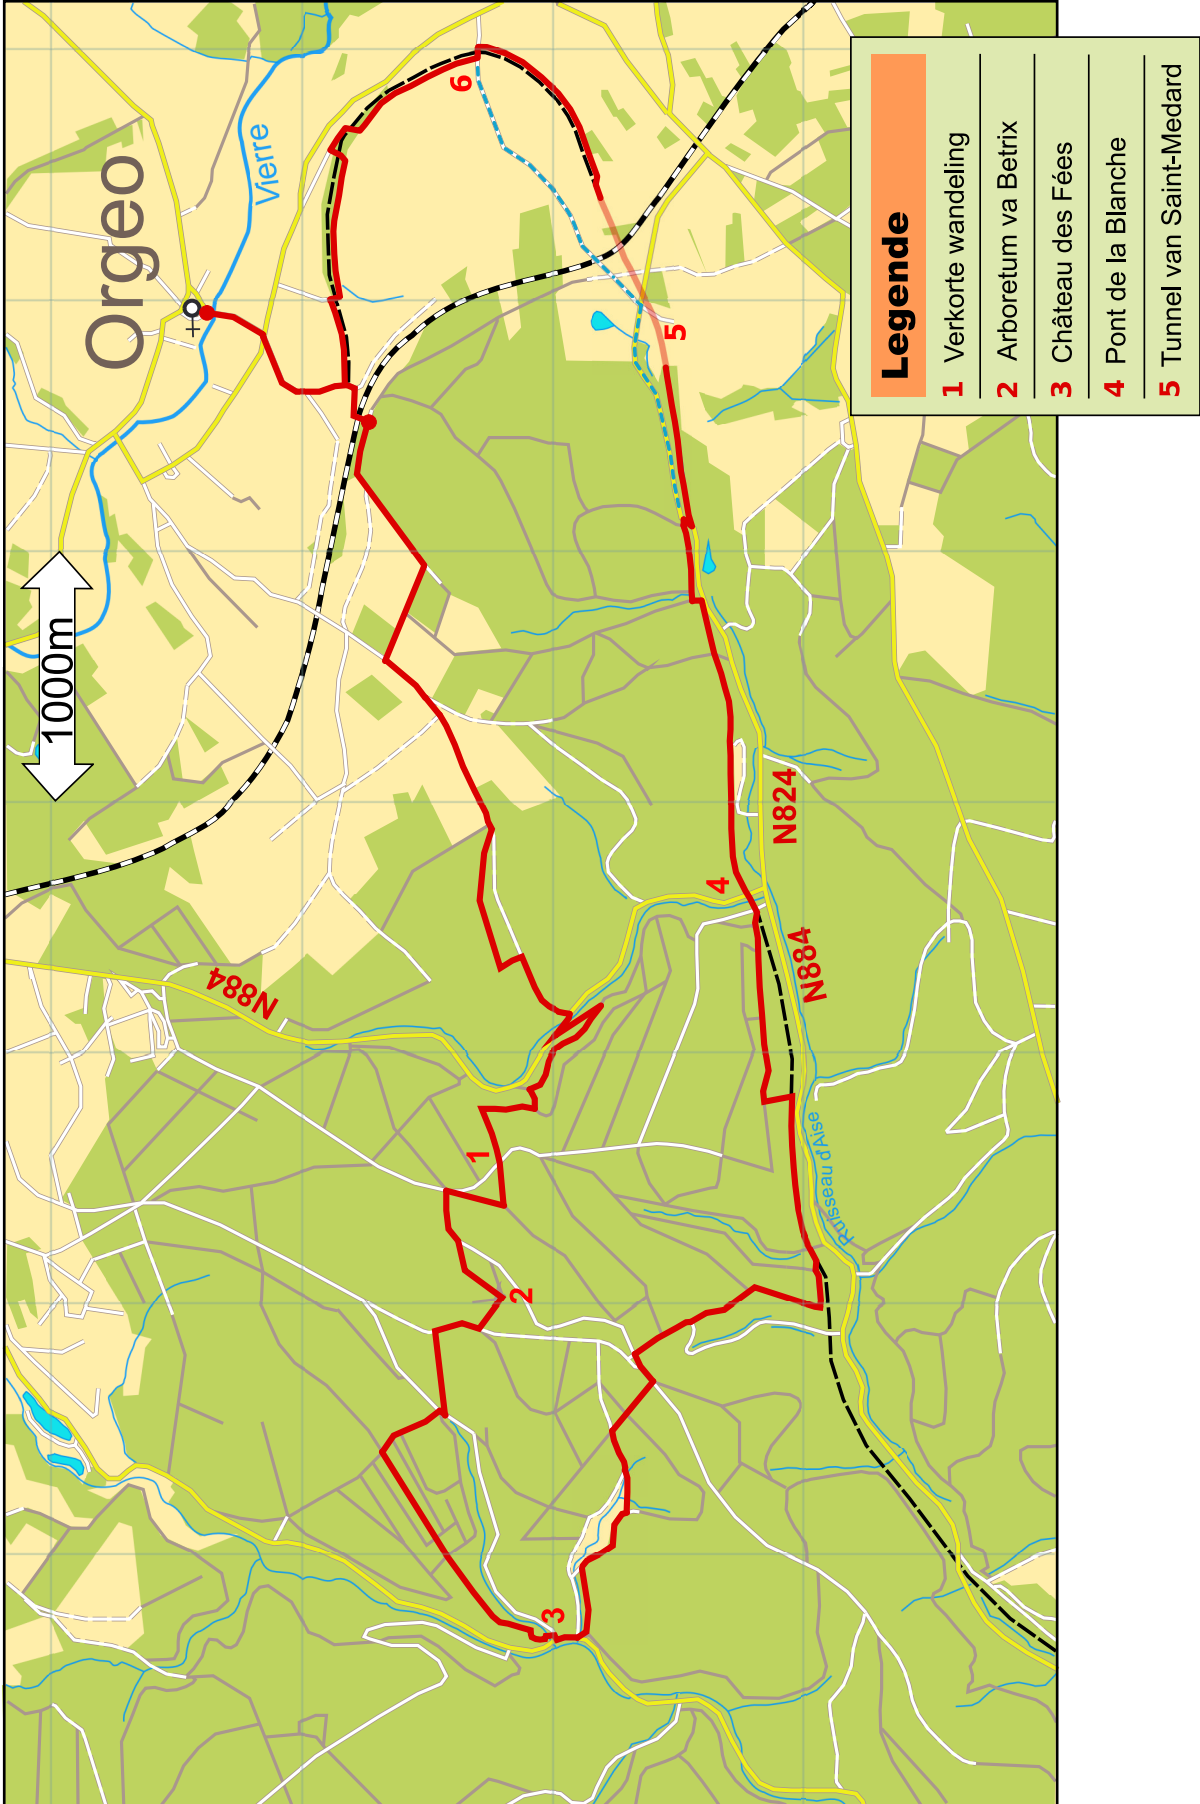 Orgeo
Vierre
1000m
N884
N824
N884
Ruisseau d'Aise
1
2
3
4
5
6
Legende
1 Verkorte wandeling
2 Arboretum va Betrix
3 Château des Fées
4 Pont de la Blanche
5 Tunnel van Saint-Medard